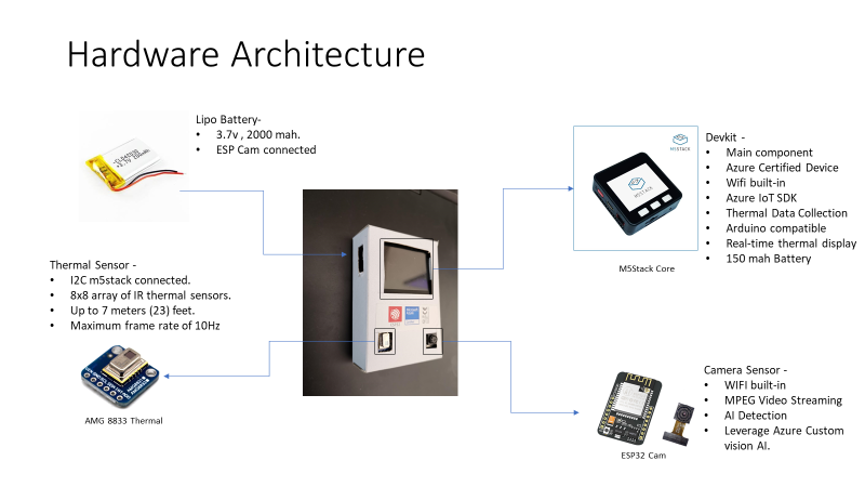 Hardware Architecture
Lipo Battery-
• 3.7v , 2000 mah.
• ESP Cam connected
Thermal Sensor -
• I2C m5stack connected.
• 8x8 array of IR thermal sensors.
• Up to 7 meters (23) feet.
• Maximum frame rate of 10Hz
AMG 8833 Thermal
M5STACK
M5STACK
M5Stack Core
Devkit -
• Main component
• Azure Certified Device
• Wifi built-in
• Azure IoT SDK
• Thermal Data Collection
• Arduino compatible
• Real-time thermal display
• 150 mah Battery
Camera Sensor -
• WIFI built-in
• MPEG Video Streaming
• AI Detection
• Leverage Azure Custom
vision AI.
ESP32 Cam